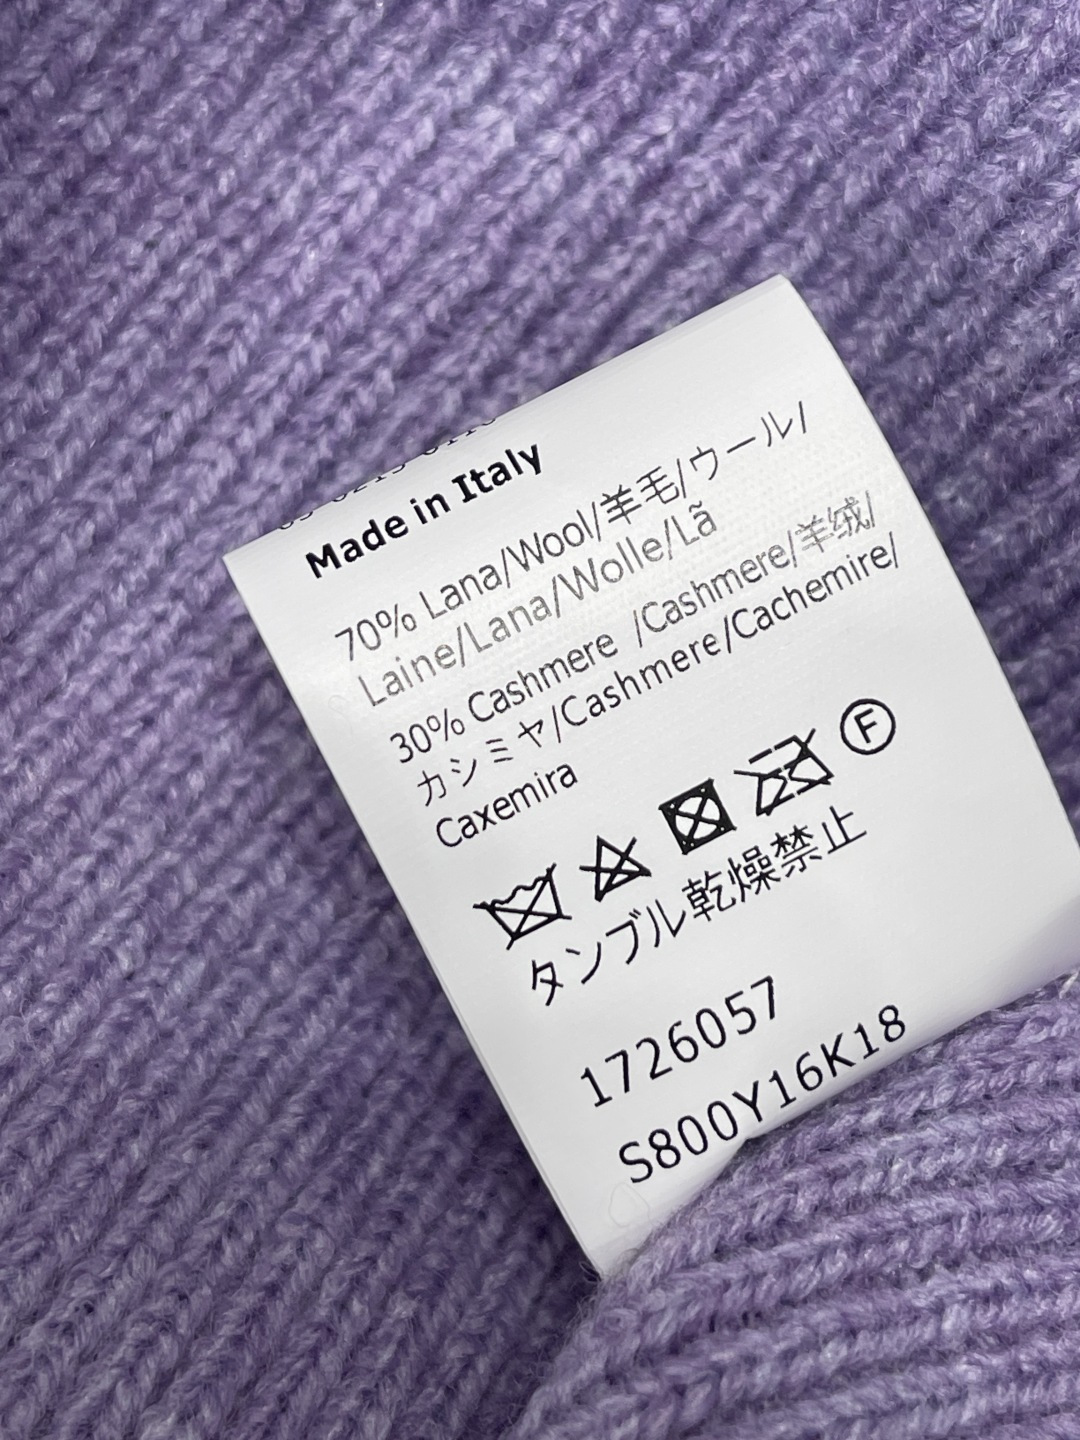 Made in Italy
70% Lana/Wool/羊毛/ウール/
Laine/Lana/Wolle/Lã
30% Cashmere /Cashmere/羊绒/
カシミヤ/Cashmere/Cachemire/
Caxemira
F
タンブル乾燥禁止
1726057
S800Y16K18